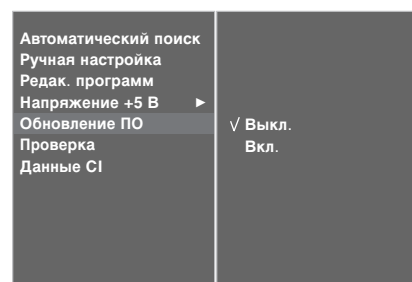 Автоматический поиск
Ручная настройка
Редак. программ
Напряжение +5 В ►
Обновление ПО
√ Выкл.
Проверка
Вкл.
Данные CI